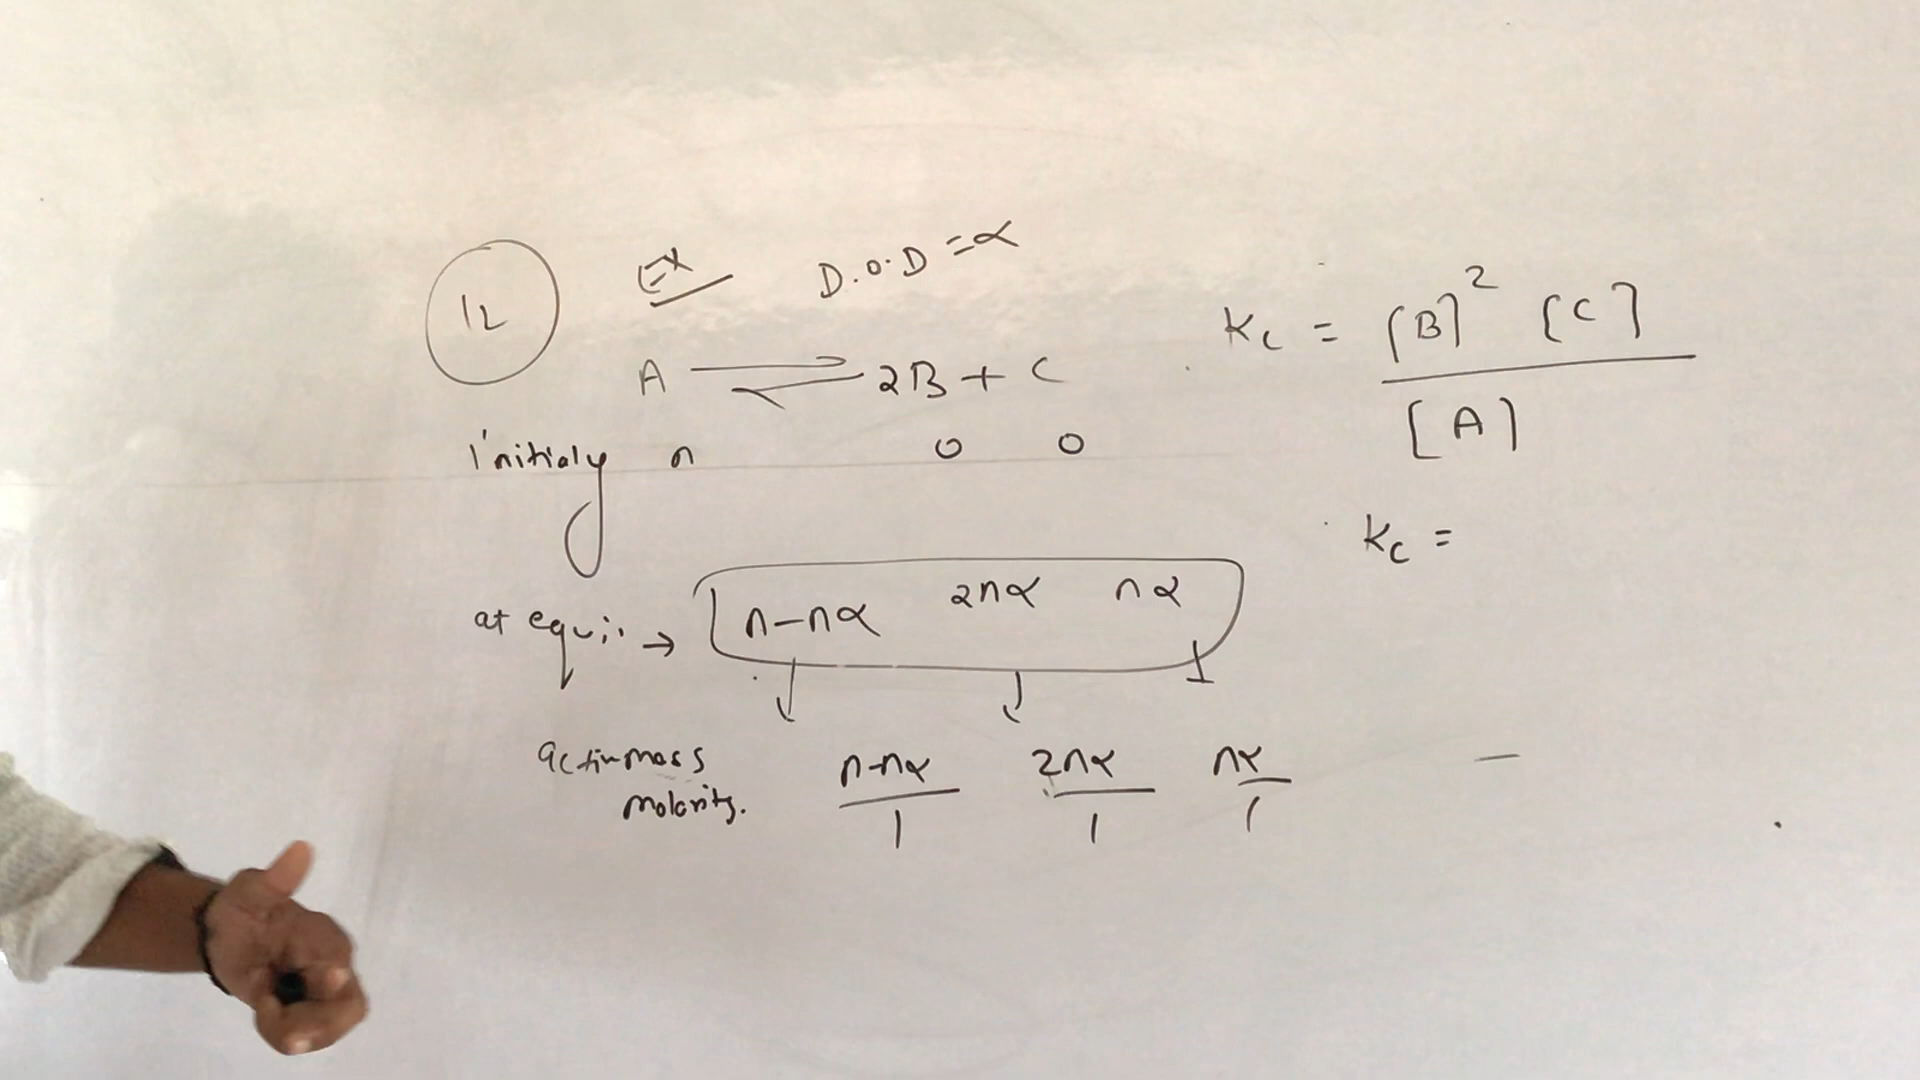 12
Ex D.O.D = α
A ⇌ 2B + C
Initialy n 0 0
at equi. → n-nα 2nα nα
active mass n-nα/1 2nα/1 nα/1
molarity.
Kc = [B]² [C] / [A]
Kc =